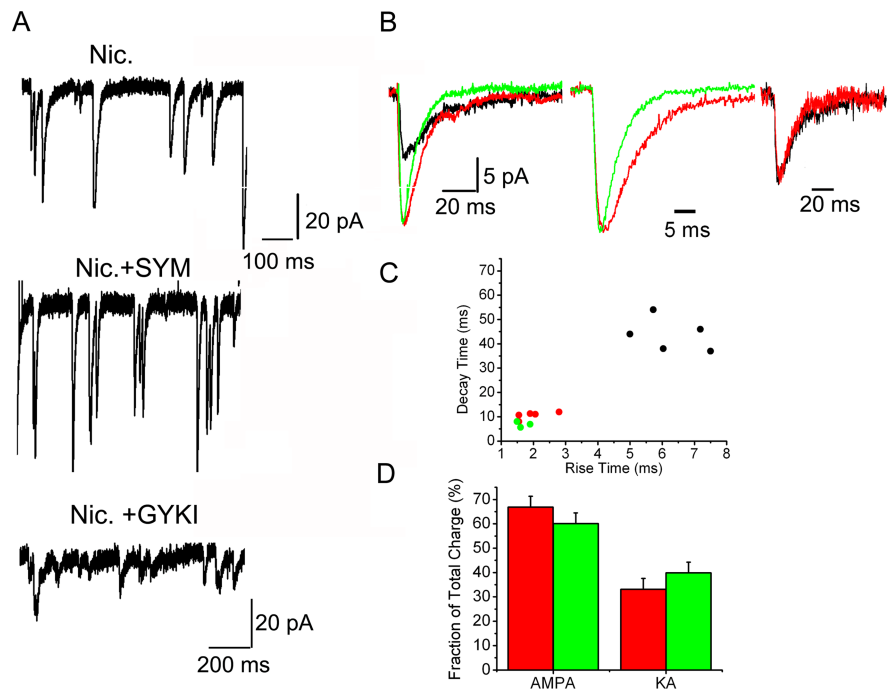 A
Nic.
20 pA
100 ms
Nic.+SYM
Nic. +GYKI
20 pA
200 ms
B
5 pA
20 ms
5 ms
20 ms
C
Decay Time (ms)
70
60
50
40
30
20
10
0
1 2 3 4 5 6 7 8
Rise Time (ms)
D
Fraction of Total Charge (%)
70
60
50
40
30
20
10
0
AMPA KA